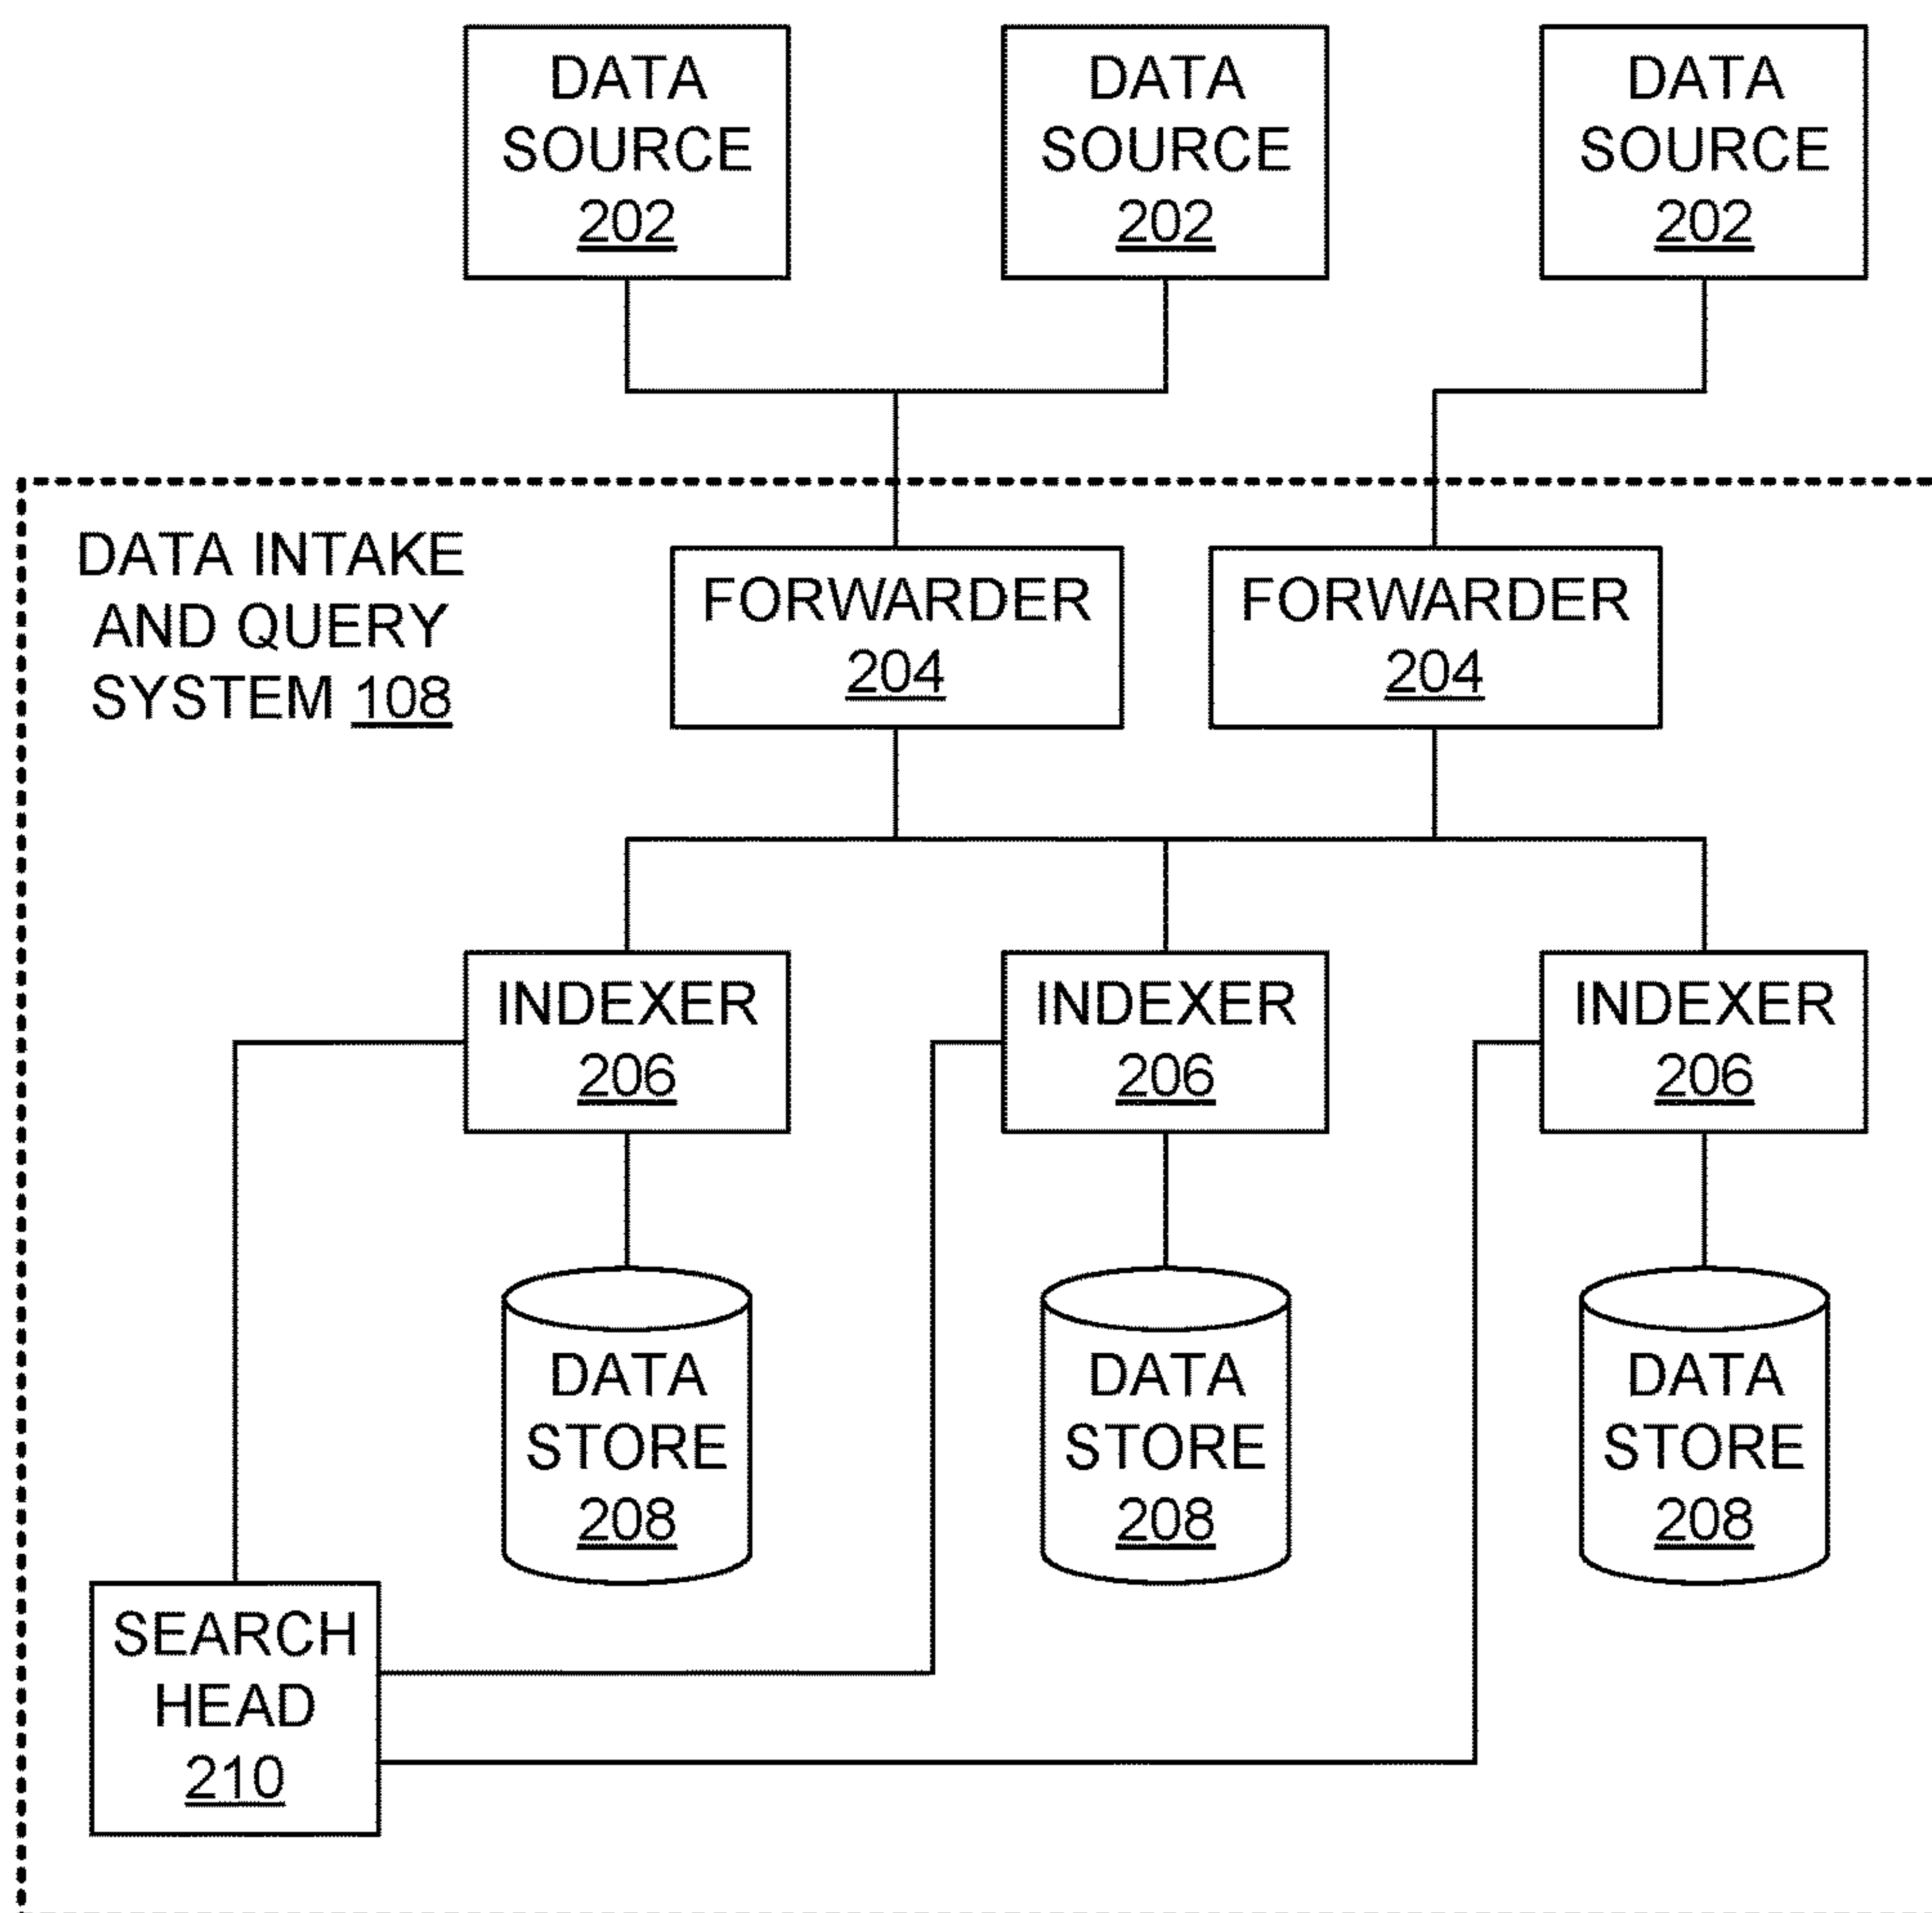 DATA
SOURCE
202
DATA
SOURCE
202
DATA
SOURCE
202
DATA INTAKE
AND QUERY
SYSTEM 108
FORWARDER
204
FORWARDER
204
INDEXER
206
INDEXER
206
INDEXER
206
DATA
STORE
208
DATA
STORE
208
DATA
STORE
208
SEARCH
HEAD
210